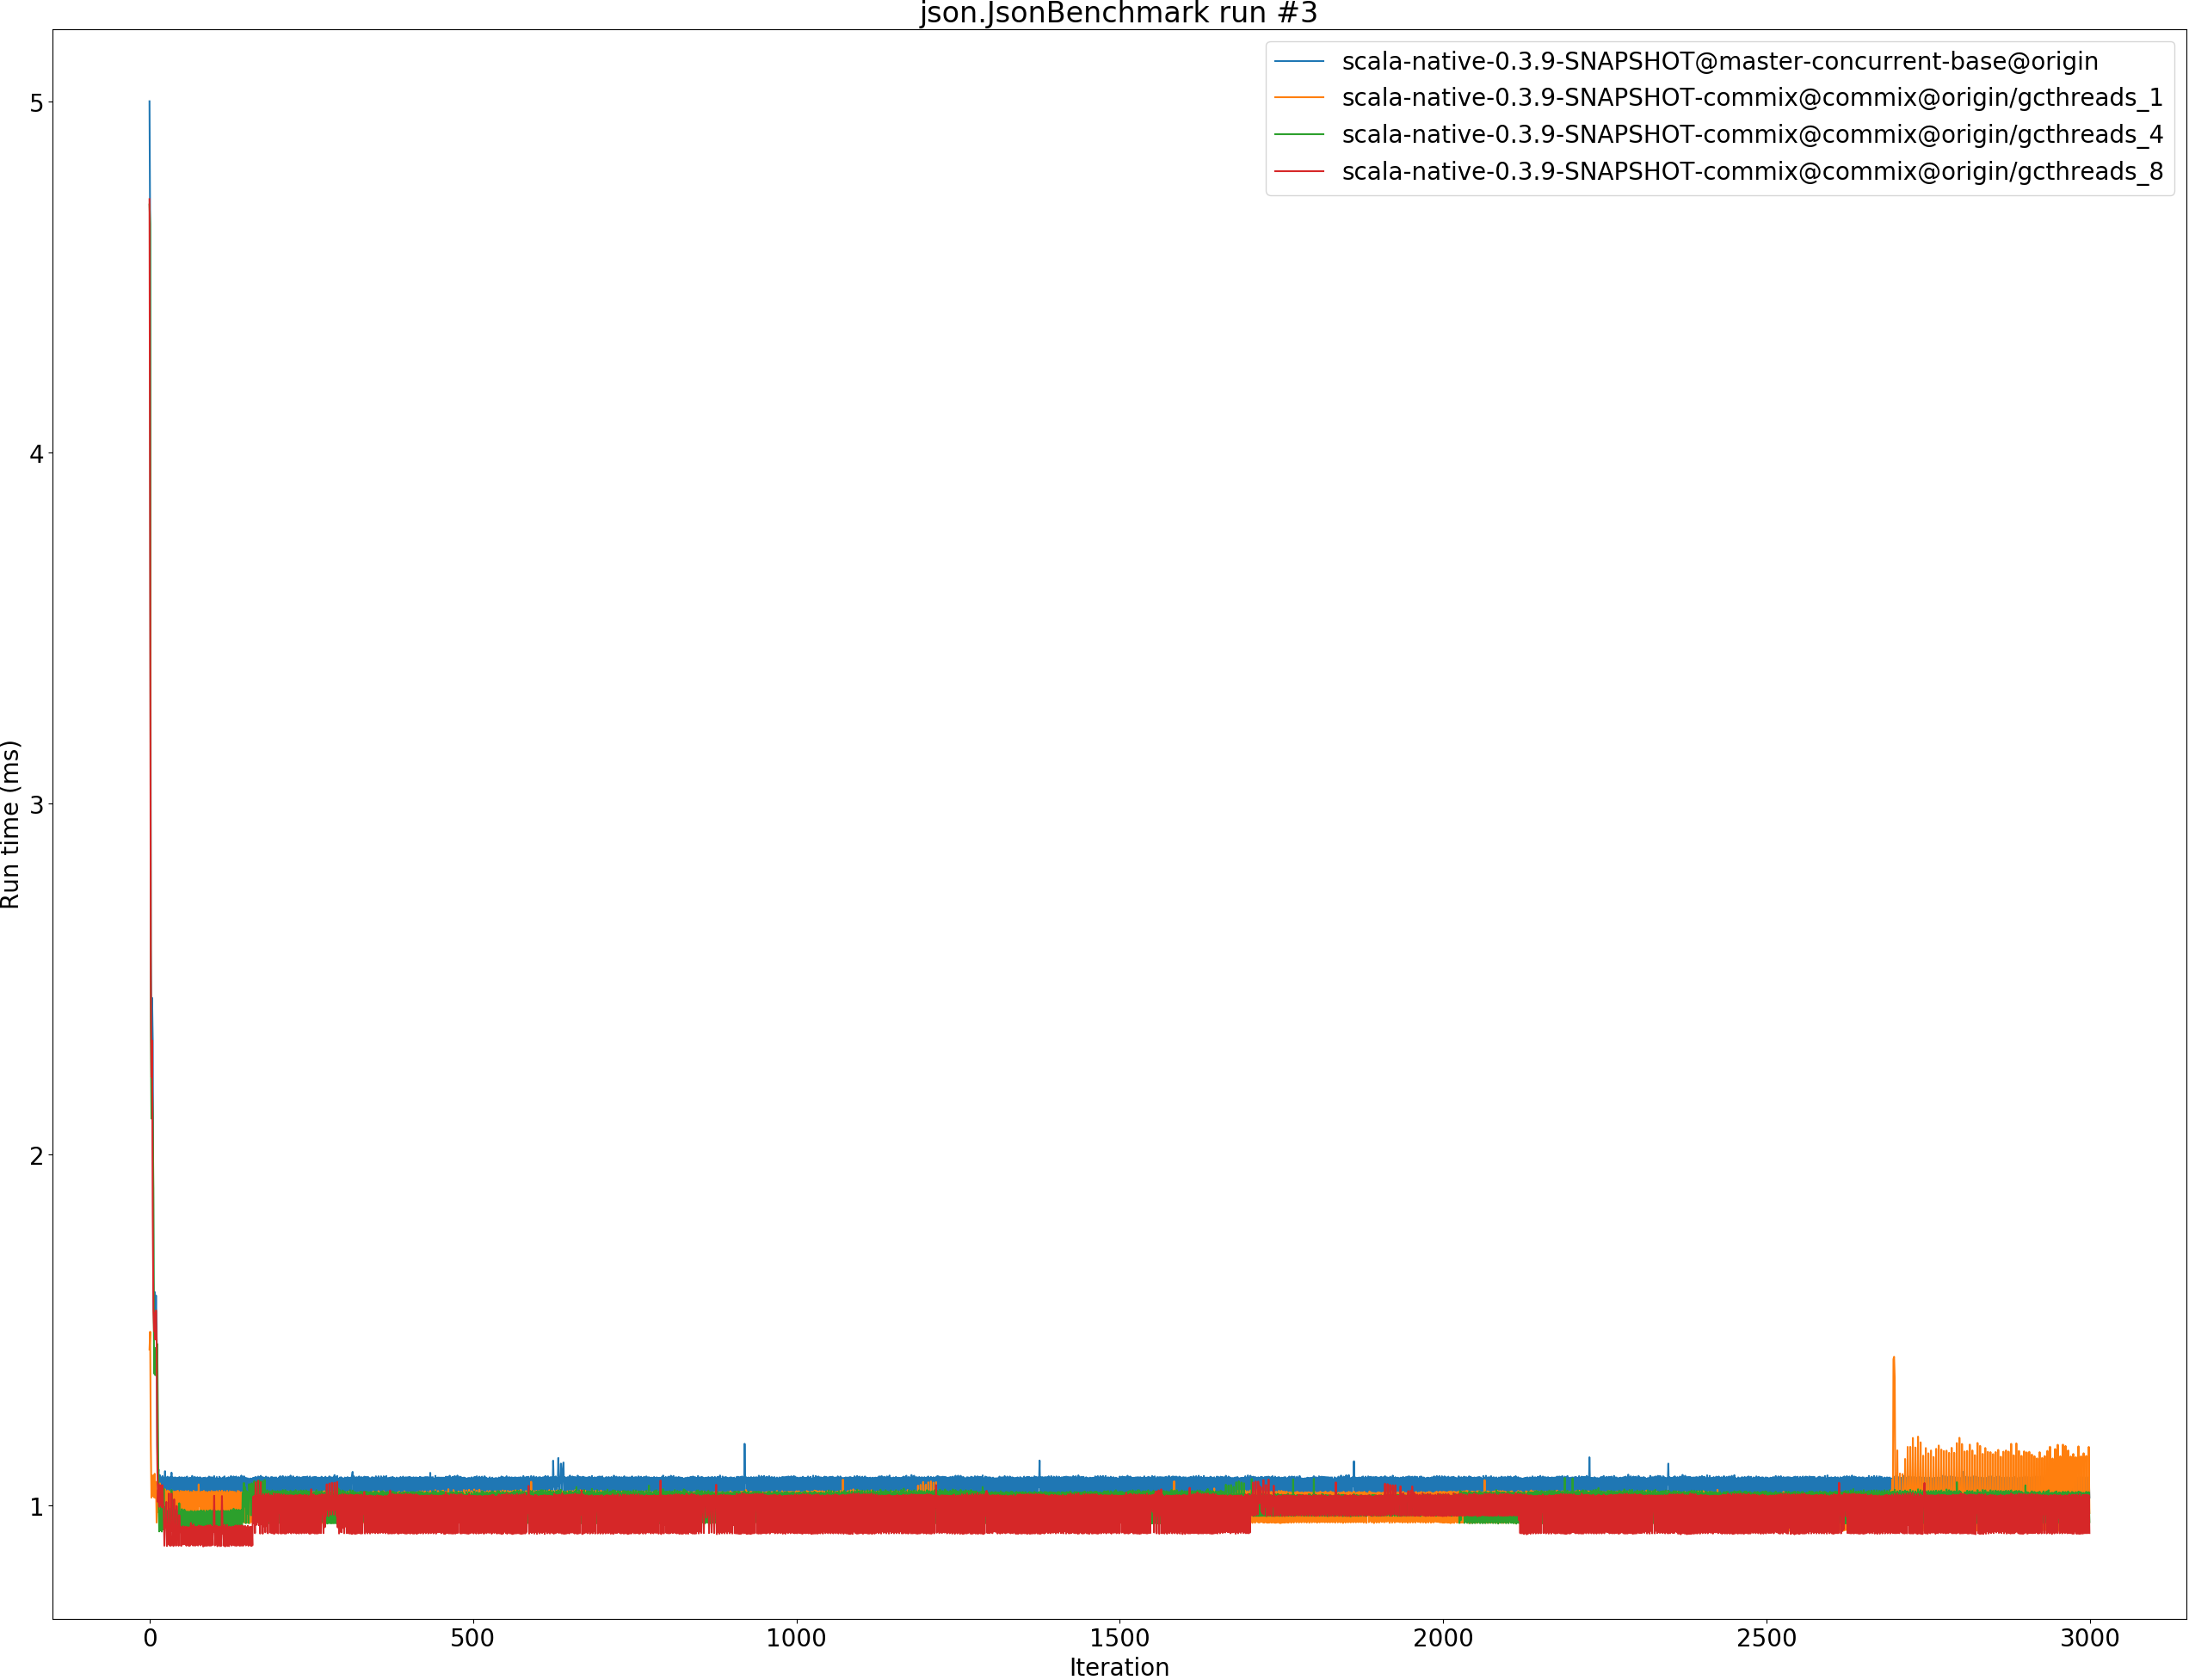 json.JsonBenchmark run #3
scala-native-0.3.9-SNAPSHOT@master-concurrent-base@origin
scala-native-0.3.9-SNAPSHOT-commix@commix@origin/gcthreads_1
scala-native-0.3.9-SNAPSHOT-commix@commix@origin/gcthreads_4
scala-native-0.3.9-SNAPSHOT-commix@commix@origin/gcthreads_8
Run time (ms)
5
4
3
2
1
0 500 1000 1500 2000 2500 3000
Iteration